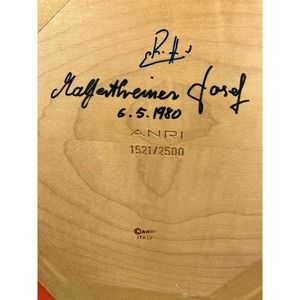 Malfertheiner Josef
6.5.1980
ANRI
1521/2500
©ANRI
ITALY